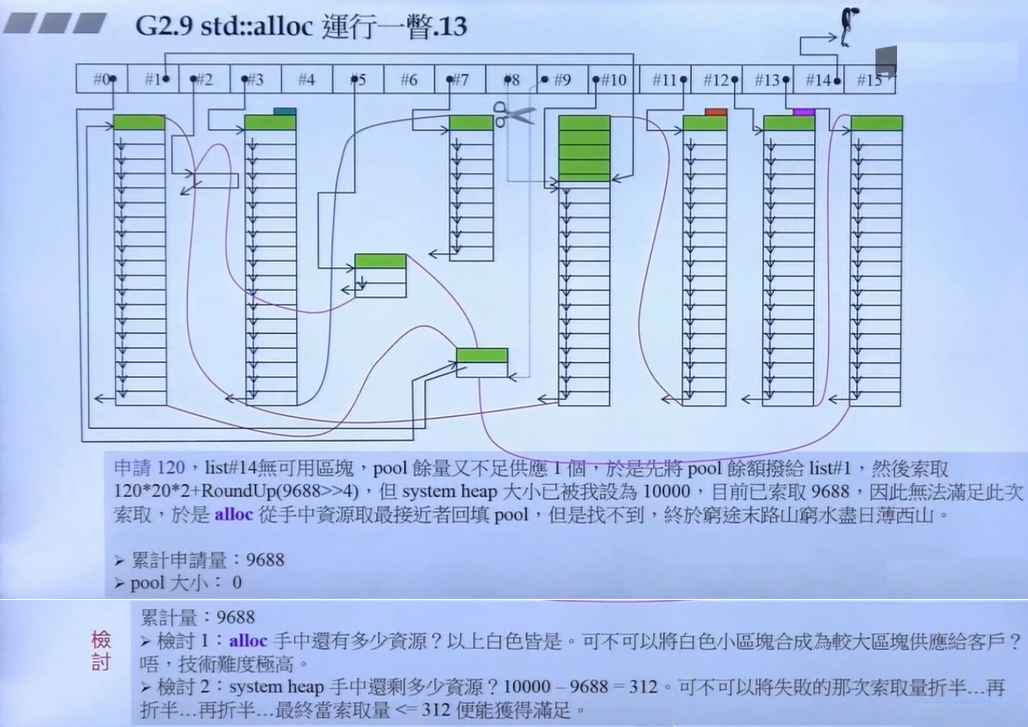 G2.9 std::alloc 運行一瞥.13
#0 #1 #2 #3 #4 #5 #6 #7 #8 #9 #10 #11 #12 #13 #14 #15
申請 120，list#14無可用區塊，pool 餘量又不足供應 1 個，於是先將 pool 餘額撥給 list#1，然後索取
120*20*2+RoundUp(9688>>4)，但 system heap 大小已被我設為 10000，目前已索取 9688，因此無法滿足此次
索取，於是 alloc 從手中資源取最接近者回填 pool，但是找不到，終於窮途末路山窮水盡日薄西山。
➢ 累計申請量：9688
➢ pool 大小： 0
檢討
累計量：9688
➢ 檢討 1：alloc 手中還有多少資源？以上白色皆是。可不可以將白色小區塊合成為較大區塊供應給客戶？
唔，技術難度極高。
➢ 檢討 2：system heap 手中還剩多少資源？10000 – 9688 = 312。可不可以將失敗的那次索取量折半…再
折半…再折半…最終當索取量 <= 312 便能獲得滿足。